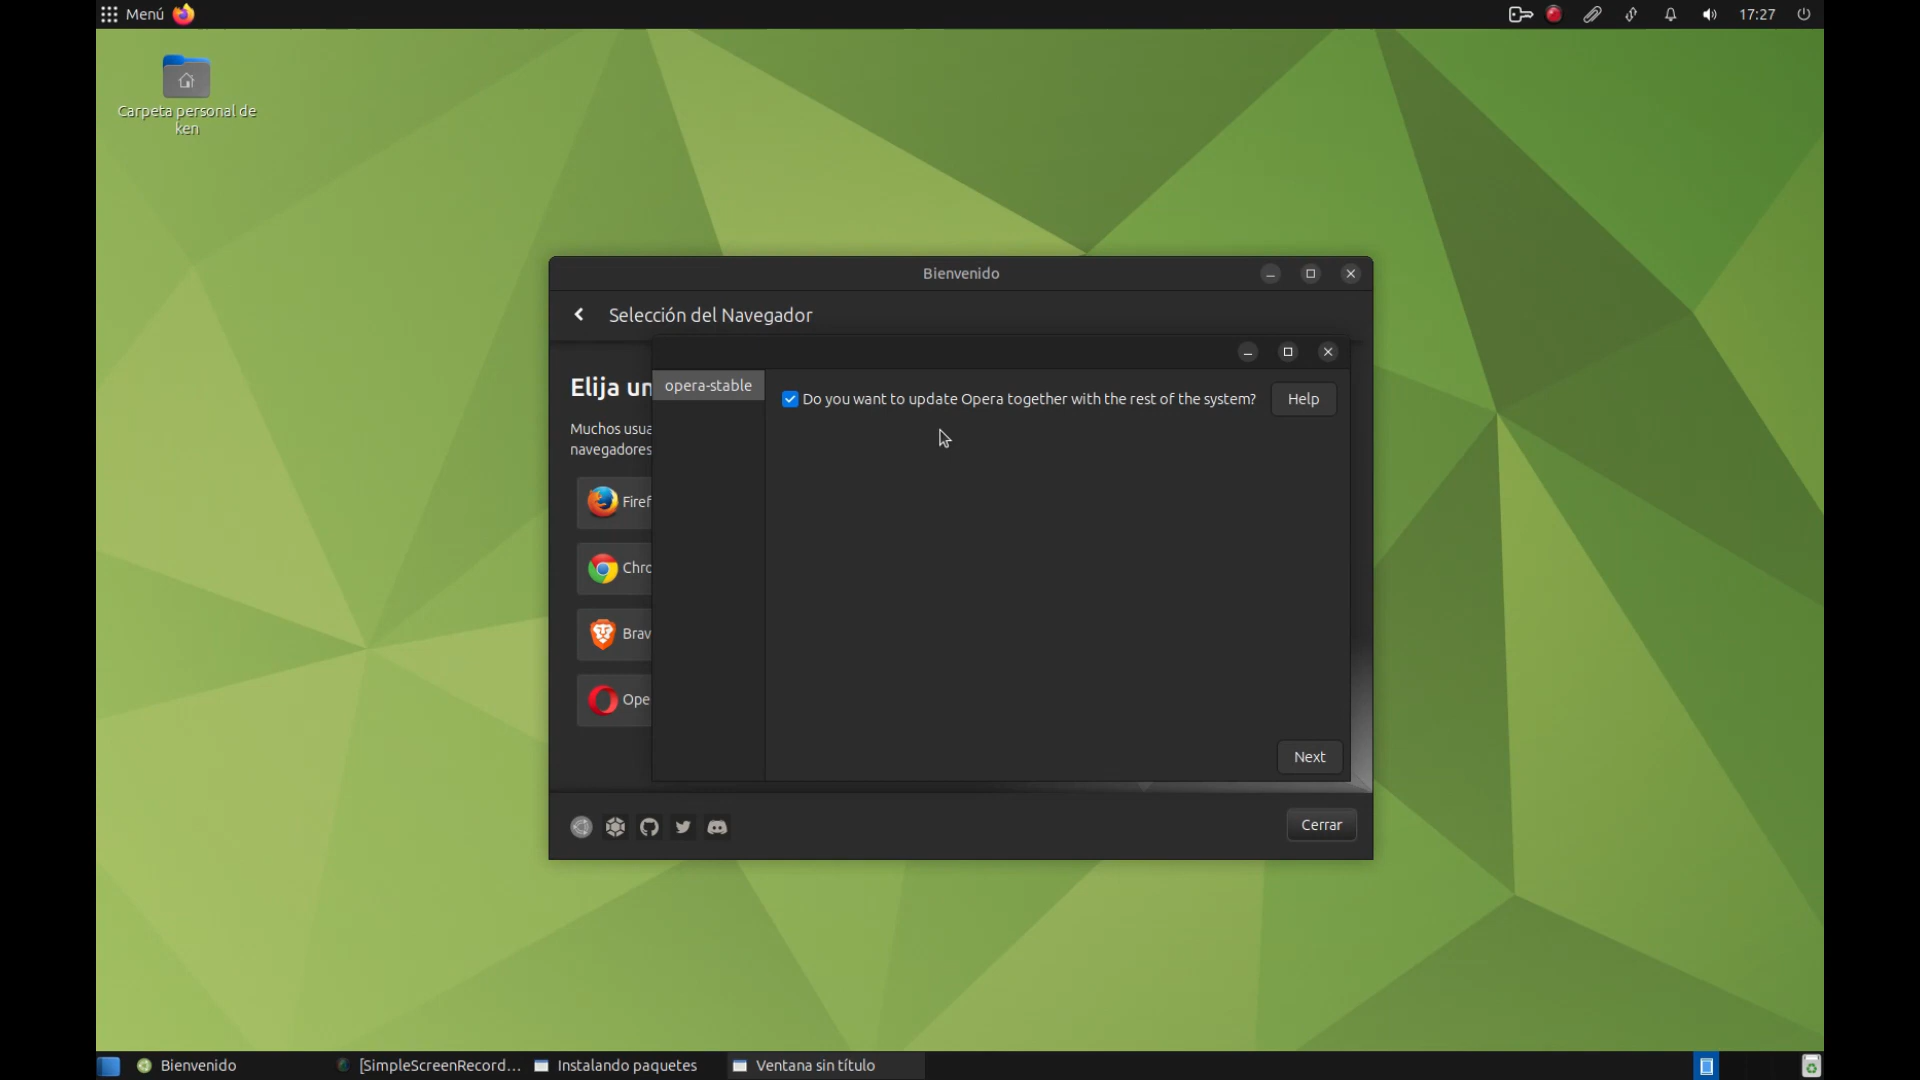 Menú
17:27
Carpeta personal de
ken
Bienvenido
Selección del Navegador
Elija un
Muchos usua
navegadores
Firef
Chro
Brav
Ope
opera-stable
Do you want to update Opera together with the rest of the system?
Help
Next
Cerrar
Bienvenido
[SimpleScreenRecord...
Instalando paquetes
Ventana sin título